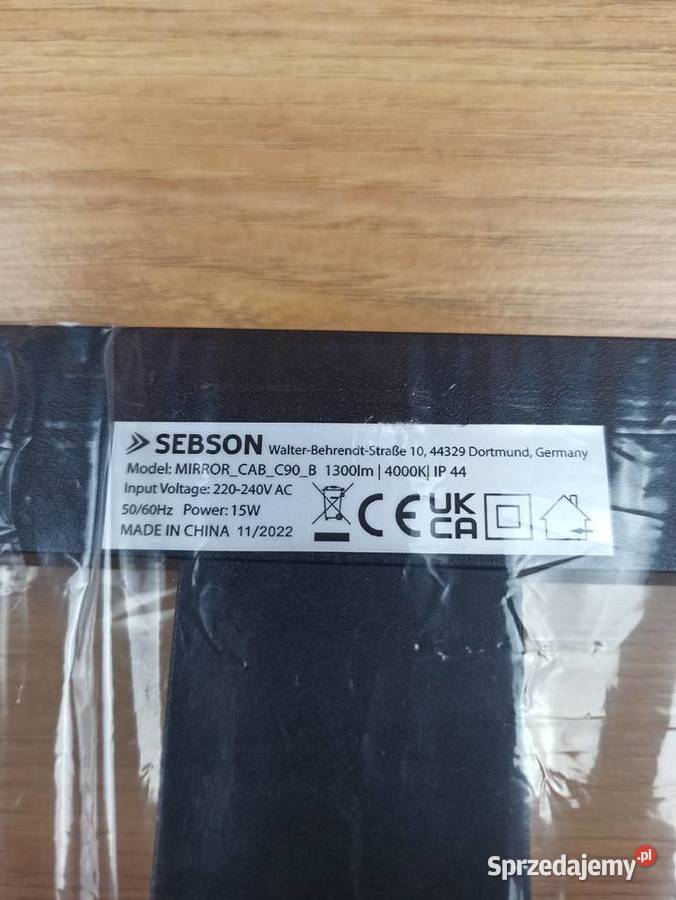 SEBSON Walter-Behrendt-Straße 10, 44329 Dortmund, Germany
Model: MIRROR_CAB_C90_B 1300lm | 4000K| IP 44
Input Voltage: 220-240V AC
50/60Hz Power: 15W
MADE IN CHINA 11/2022
CE
UK
CA
Sprzedajemy.pl